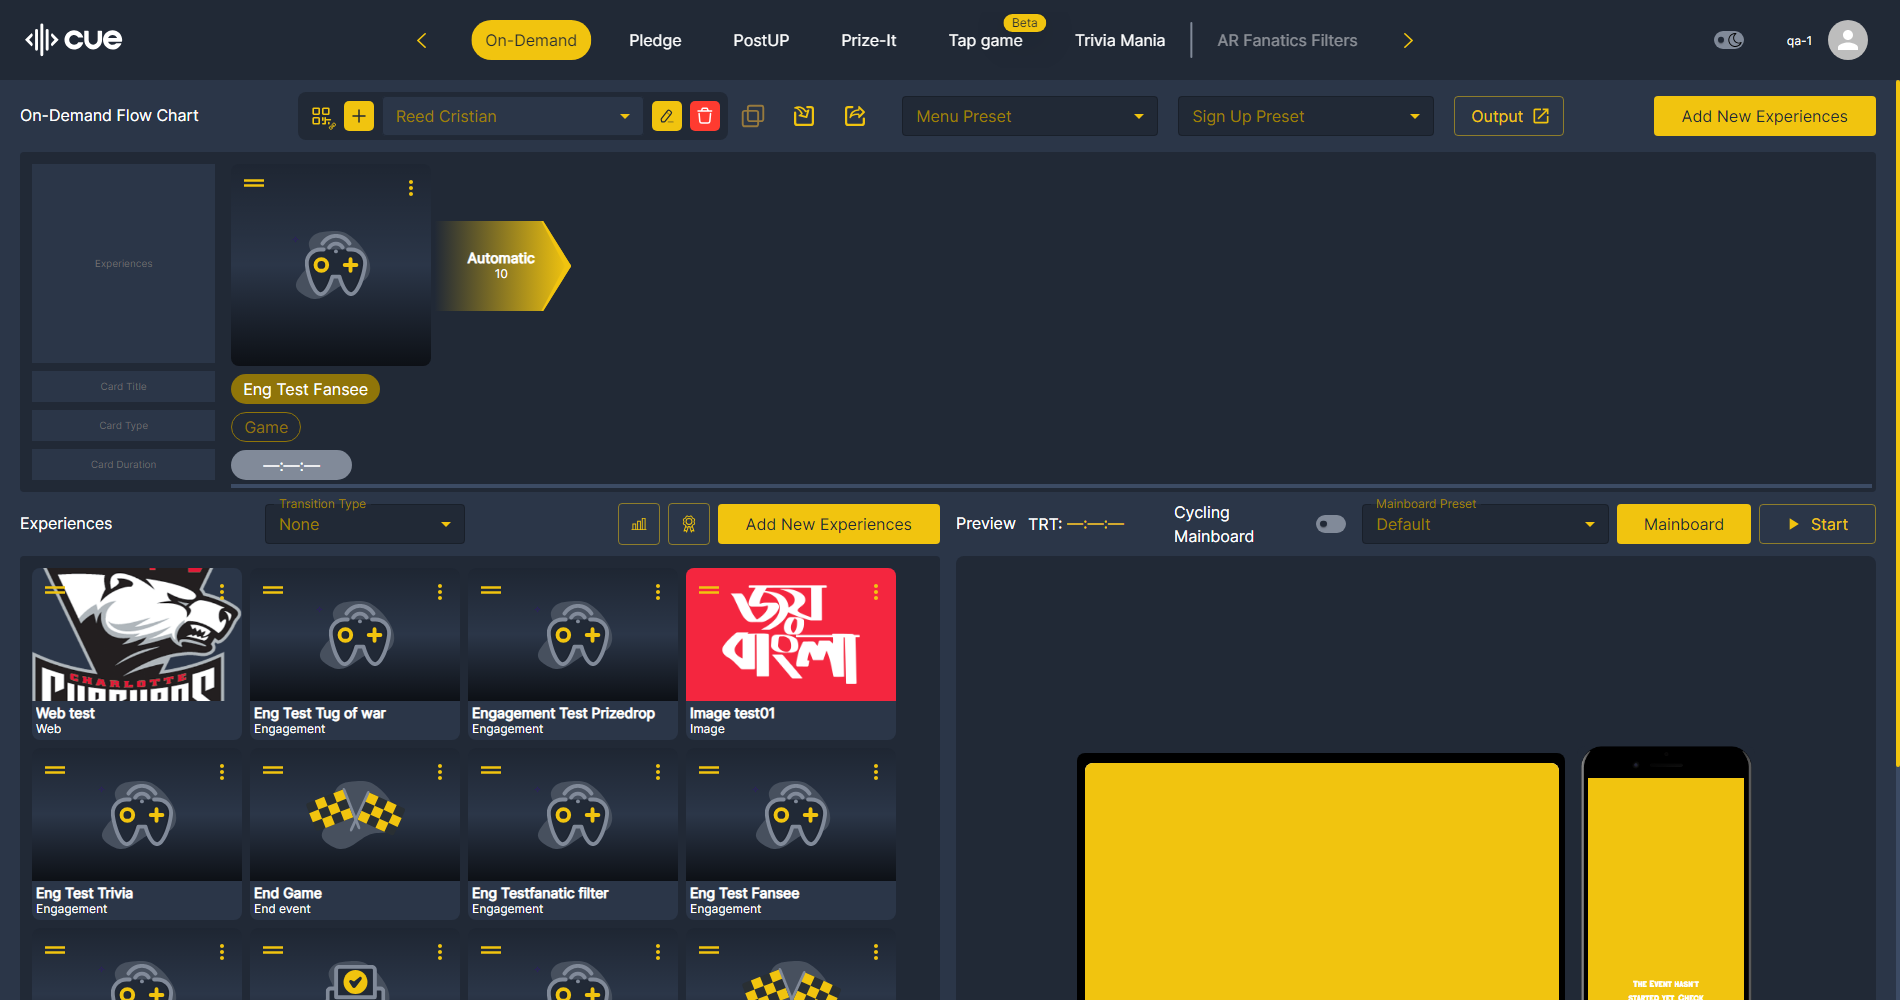 cue
On-Demand
Pledge
PostUP
Prize-It
Beta
Tap game
Trivia Mania
AR Fanatics Filters
qa-1
On-Demand Flow Chart
Reed Cristian
Menu Preset
Sign Up Preset
Output
Add New Experiences
Experiences
Automatic
10
Card Title
Eng Test Fansee
Card Type
Game
Card Duration
—:—:—
Experiences
Transition Type
None
Add New Experiences
Preview
TRT: —:—:—
Cycling
Mainboard
Mainboard Preset
Default
Mainboard
Start
CHARLOTTE
Web test
Web
Eng Test Tug of war
Engagement
Engagement Test Prizedrop
Engagement
জয়
বাংলা
Image test01
Image
Eng Test Trivia
Engagement
End Game
End event
Eng Testfanatic filter
Engagement
Eng Test Fansee
Engagement
The Event hasn't
started yet. Check